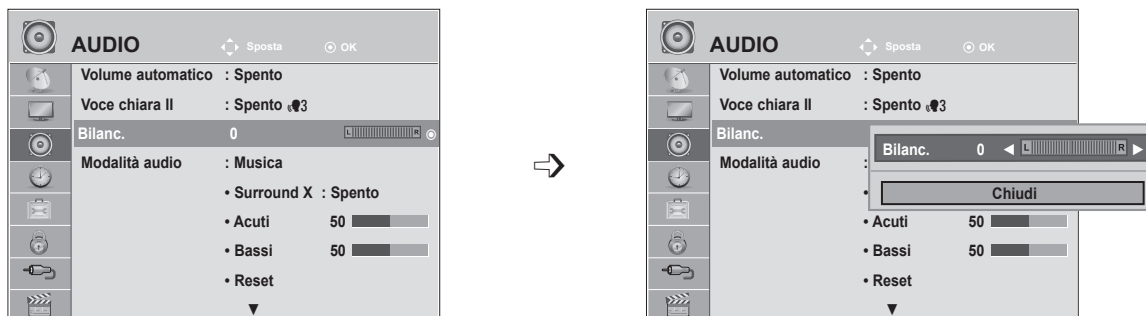 AUDIO Sposta OK
Volume automatico : Spento
Voce chiara II : Spento 3
Bilanc. 0 L R
Modalità audio : Musica
• Surround X : Spento
• Acuti 50
• Bassi 50
• Reset
▼
AUDIO Sposta OK
Volume automatico : Spento
Voce chiara II : Spento 3
Bilanc.
Modalità audio :
Bilanc. 0 ◀ L R ▶
Chiudi
•
• Acuti 50
• Bassi 50
• Reset
▼